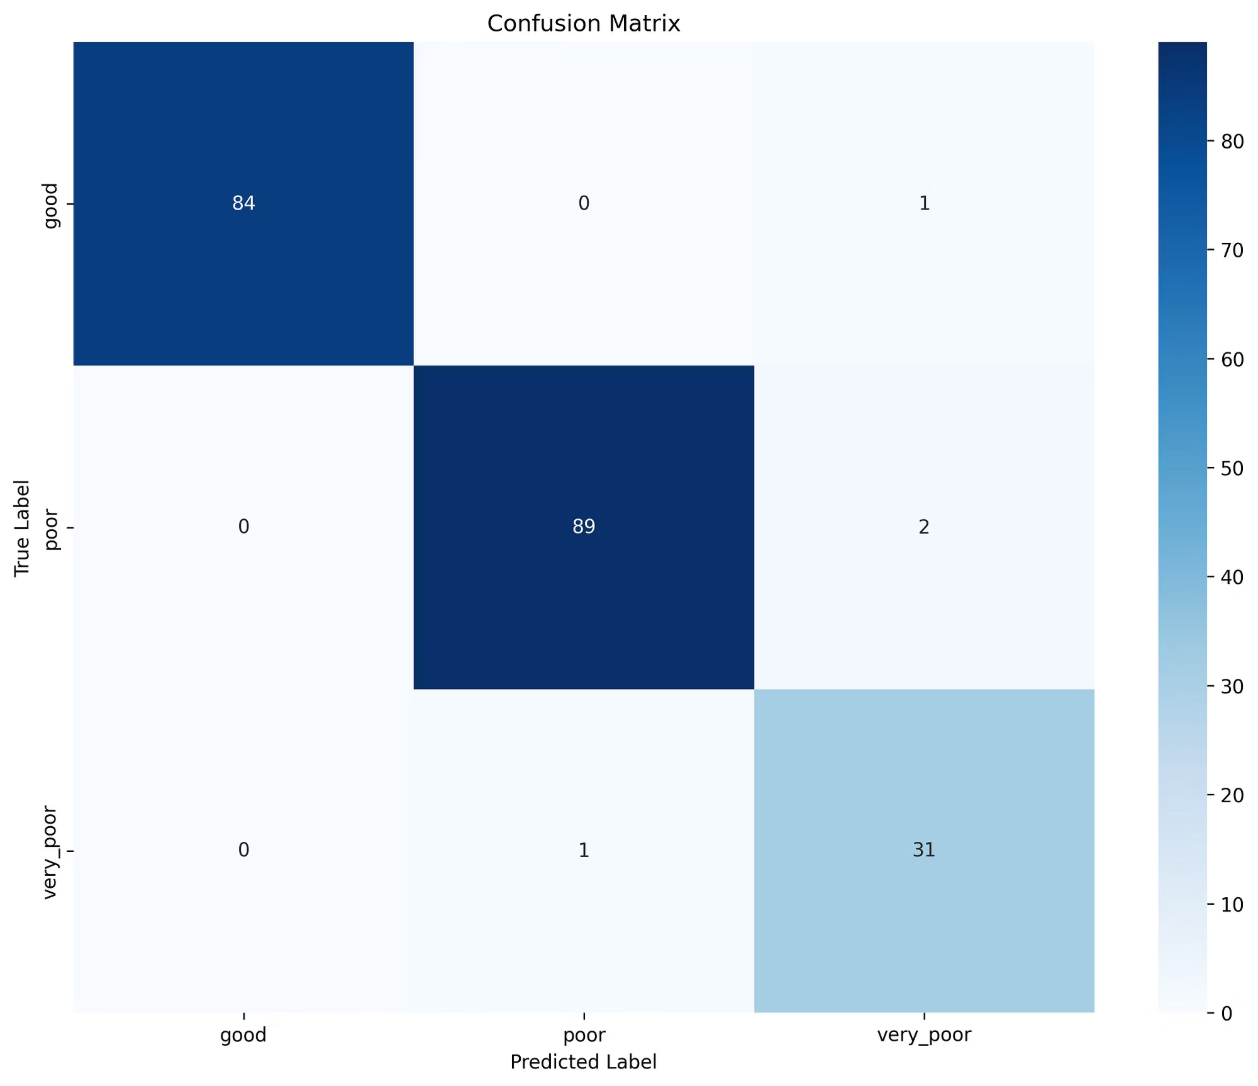 Confusion Matrix
good
84
0
1
80
70
60
True Label
poor
0
89
2
50
40
30
very_poor
0
1
31
20
10
0
good
poor
very_poor
Predicted Label